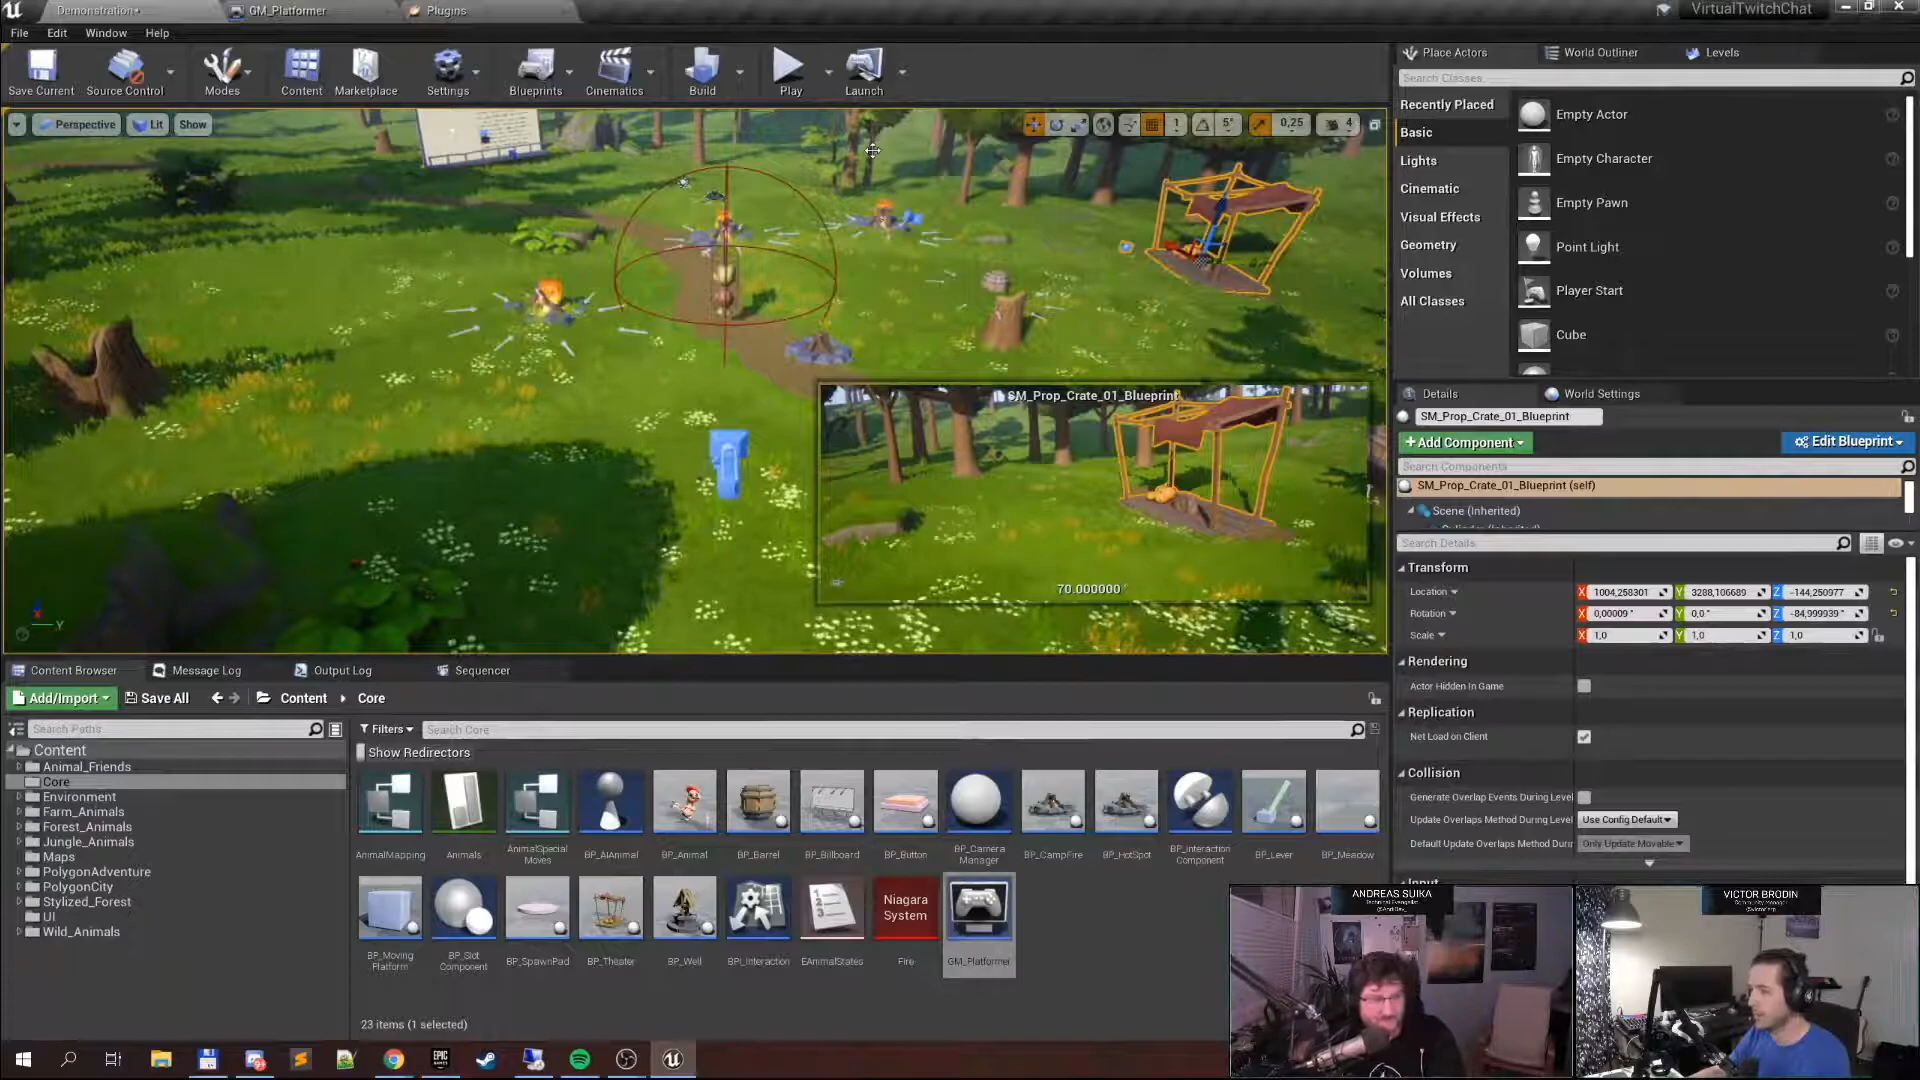 Demonstration*
GM_Platformer
Plugins
VirtualTwitchChat
File Edit Window Help
Save Current Source Control Modes Content Marketplace Settings Blueprints Cinematics Build Play Launch
Perspective Lit Show
1 5° 0,25 4
SM_Prop_Crate_01_Blueprint
70.000000 °
Place Actors World Outliner Levels
Search Classes
Recently Placed
Basic
Lights
Cinematic
Visual Effects
Geometry
Volumes
All Classes
Empty Actor
Empty Character
Empty Pawn
Point Light
Player Start
Cube
Details World Settings
SM_Prop_Crate_01_Blueprint
+Add Component Edit Blueprint
Search Components
SM_Prop_Crate_01_Blueprint (self)
Scene (Inherited)
Search Details
Transform
Location X 1004,258301 Y 3288,106689 Z -144,250977
Rotation X 0,00009 ° Y 0,0 ° Z -84,999939 °
Scale X 1,0 Y 1,0 Z 1,0
Rendering
Actor Hidden In Game
Replication
Net Load on Client
Collision
Generate Overlap Events During Level
Update Overlaps Method During Level Use Config Default
Default Update Overlaps Method Duri Only Update Movable
Content Browser Message Log Output Log Sequencer
Add/Import Save All Content Core
Search Paths
Filters Search Core
Show Redirectors
Content
Animal_Friends
Core
Environment
Farm_Animals
Forest_Animals
Jungle_Animals
Maps
PolygonAdventure
PolygonCity
Stylized_Forest
UI
Wild_Animals
AnimalMapping Animals AnimalSpecial Moves BP_AIAnimal BP_Animal BP_Barrel BP_Billboard BP_Button BP_Camera Manager BP_CampFire BP_HotSpot BP_Interaction Component BP_Lever BP_Meadow
Niagara
System
BP_Moving Platform BP_Slot Component BP_SpawnPad BP_Theater BP_Well BPI_Interaction EAnimalStates Fire GM_Platformer
23 items (1 selected)
ANDREAS SUIKA
Technical Evangelist
VICTOR BRODIN
Community Manager
EPIC
GAMES